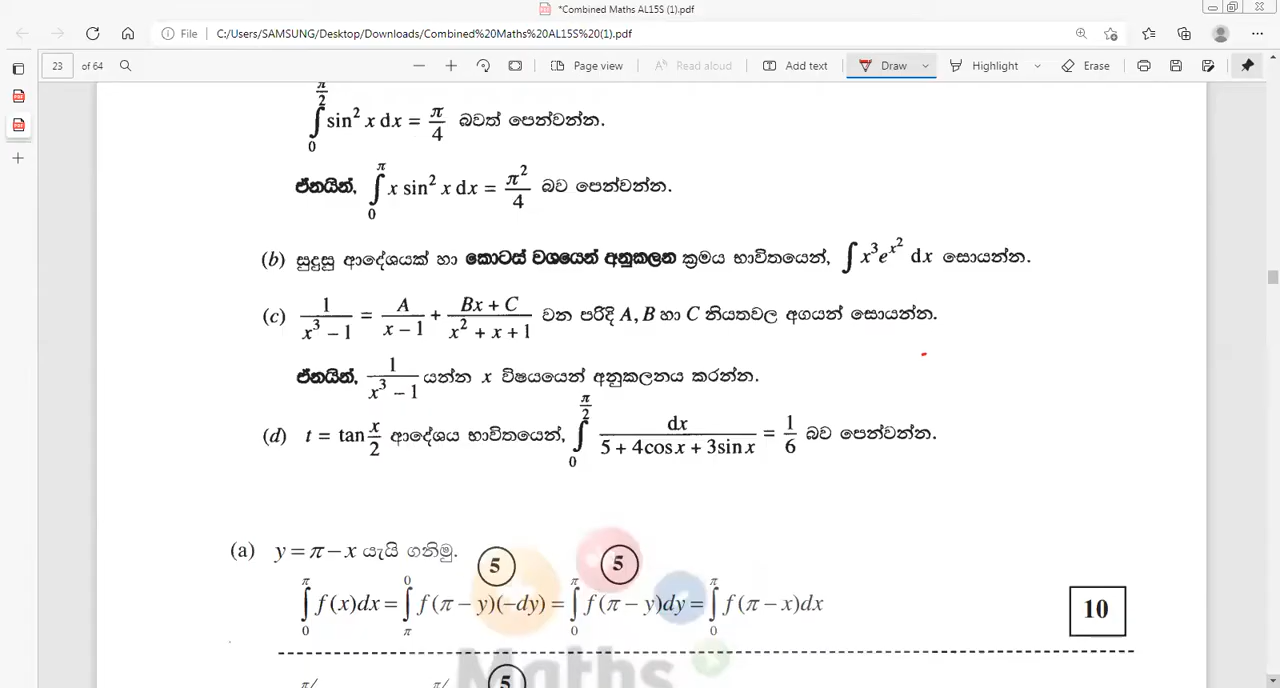 *Combined Maths AL15S (1).pdf
File C:/Users/SAMSUNG/Desktop/Downloads/Combined%20Maths%20AL15S%20(1).pdf
23 of 64 Page view Read aloud Add text Draw Highlight Erase
∫₀^{π/2} sin² x dx = π/4 බවත් පෙන්වන්න.
ඒනයින්, ∫₀^π x sin² x dx = π²/4 බව පෙන්වන්න.
(b) සුදුසු ආදේශයක් හා කොටස් වශයෙන් අනුකලන ක්‍රමය භාවිතයෙන්, ∫ x³e^{x²} dx සොයන්න.
(c) 1/(x³ − 1) = A/(x − 1) + (Bx + C)/(x² + x + 1) වන පරිදි A, B හා C නියතවල අගයන් සොයන්න.
ඒනයින්, 1/(x³ − 1) යන්න x විෂයයෙන් අනුකලනය කරන්න.
(d) t = tan x/2 ආදේශය භාවිතයෙන්, ∫₀^{π/2} dx/(5 + 4cosx + 3sinx) = 1/6 බව පෙන්වන්න.
(a) y = π − x යැයි ගනිමු.
5 5
∫₀^π f(x)dx = ∫_π^0 f(π − y)(−dy) = ∫₀^π f(π − y)dy = ∫₀^π f(π − x)dx 10
Maths
5